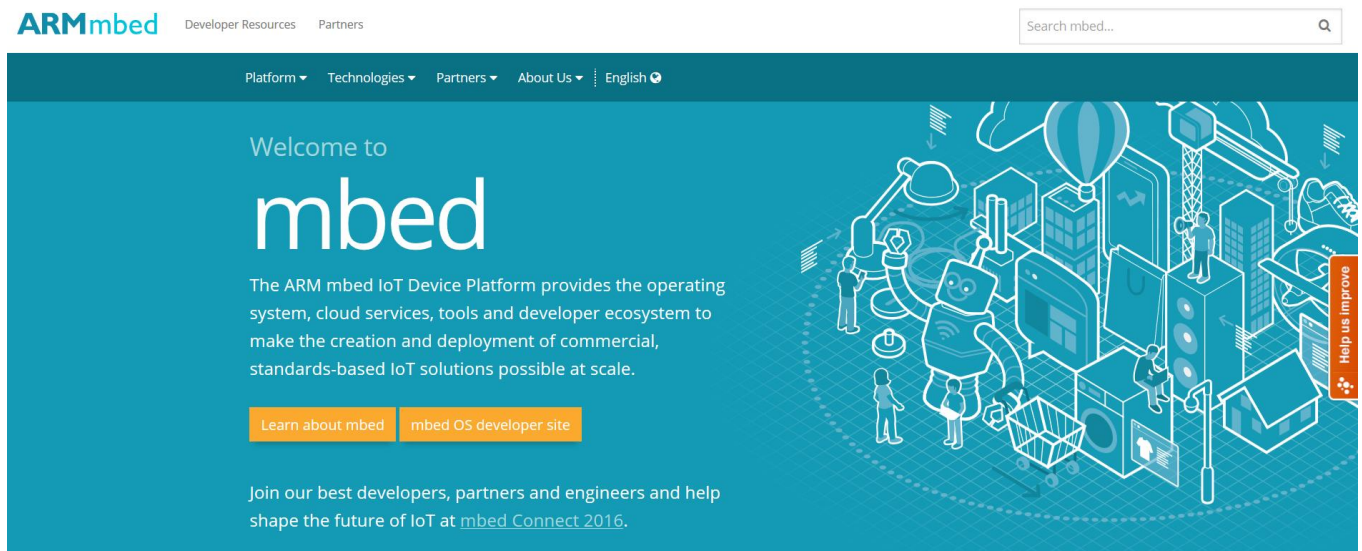 ARMmbed Developer Resources Partners Search mbed...
Platform Technologies Partners About Us English
Welcome to
mbed
The ARM mbed IoT Device Platform provides the operating
system, cloud services, tools and developer ecosystem to
make the creation and deployment of commercial,
standards-based IoT solutions possible at scale.
Learn about mbed mbed OS developer site
Join our best developers, partners and engineers and help
shape the future of IoT at mbed Connect 2016.
Help us improve